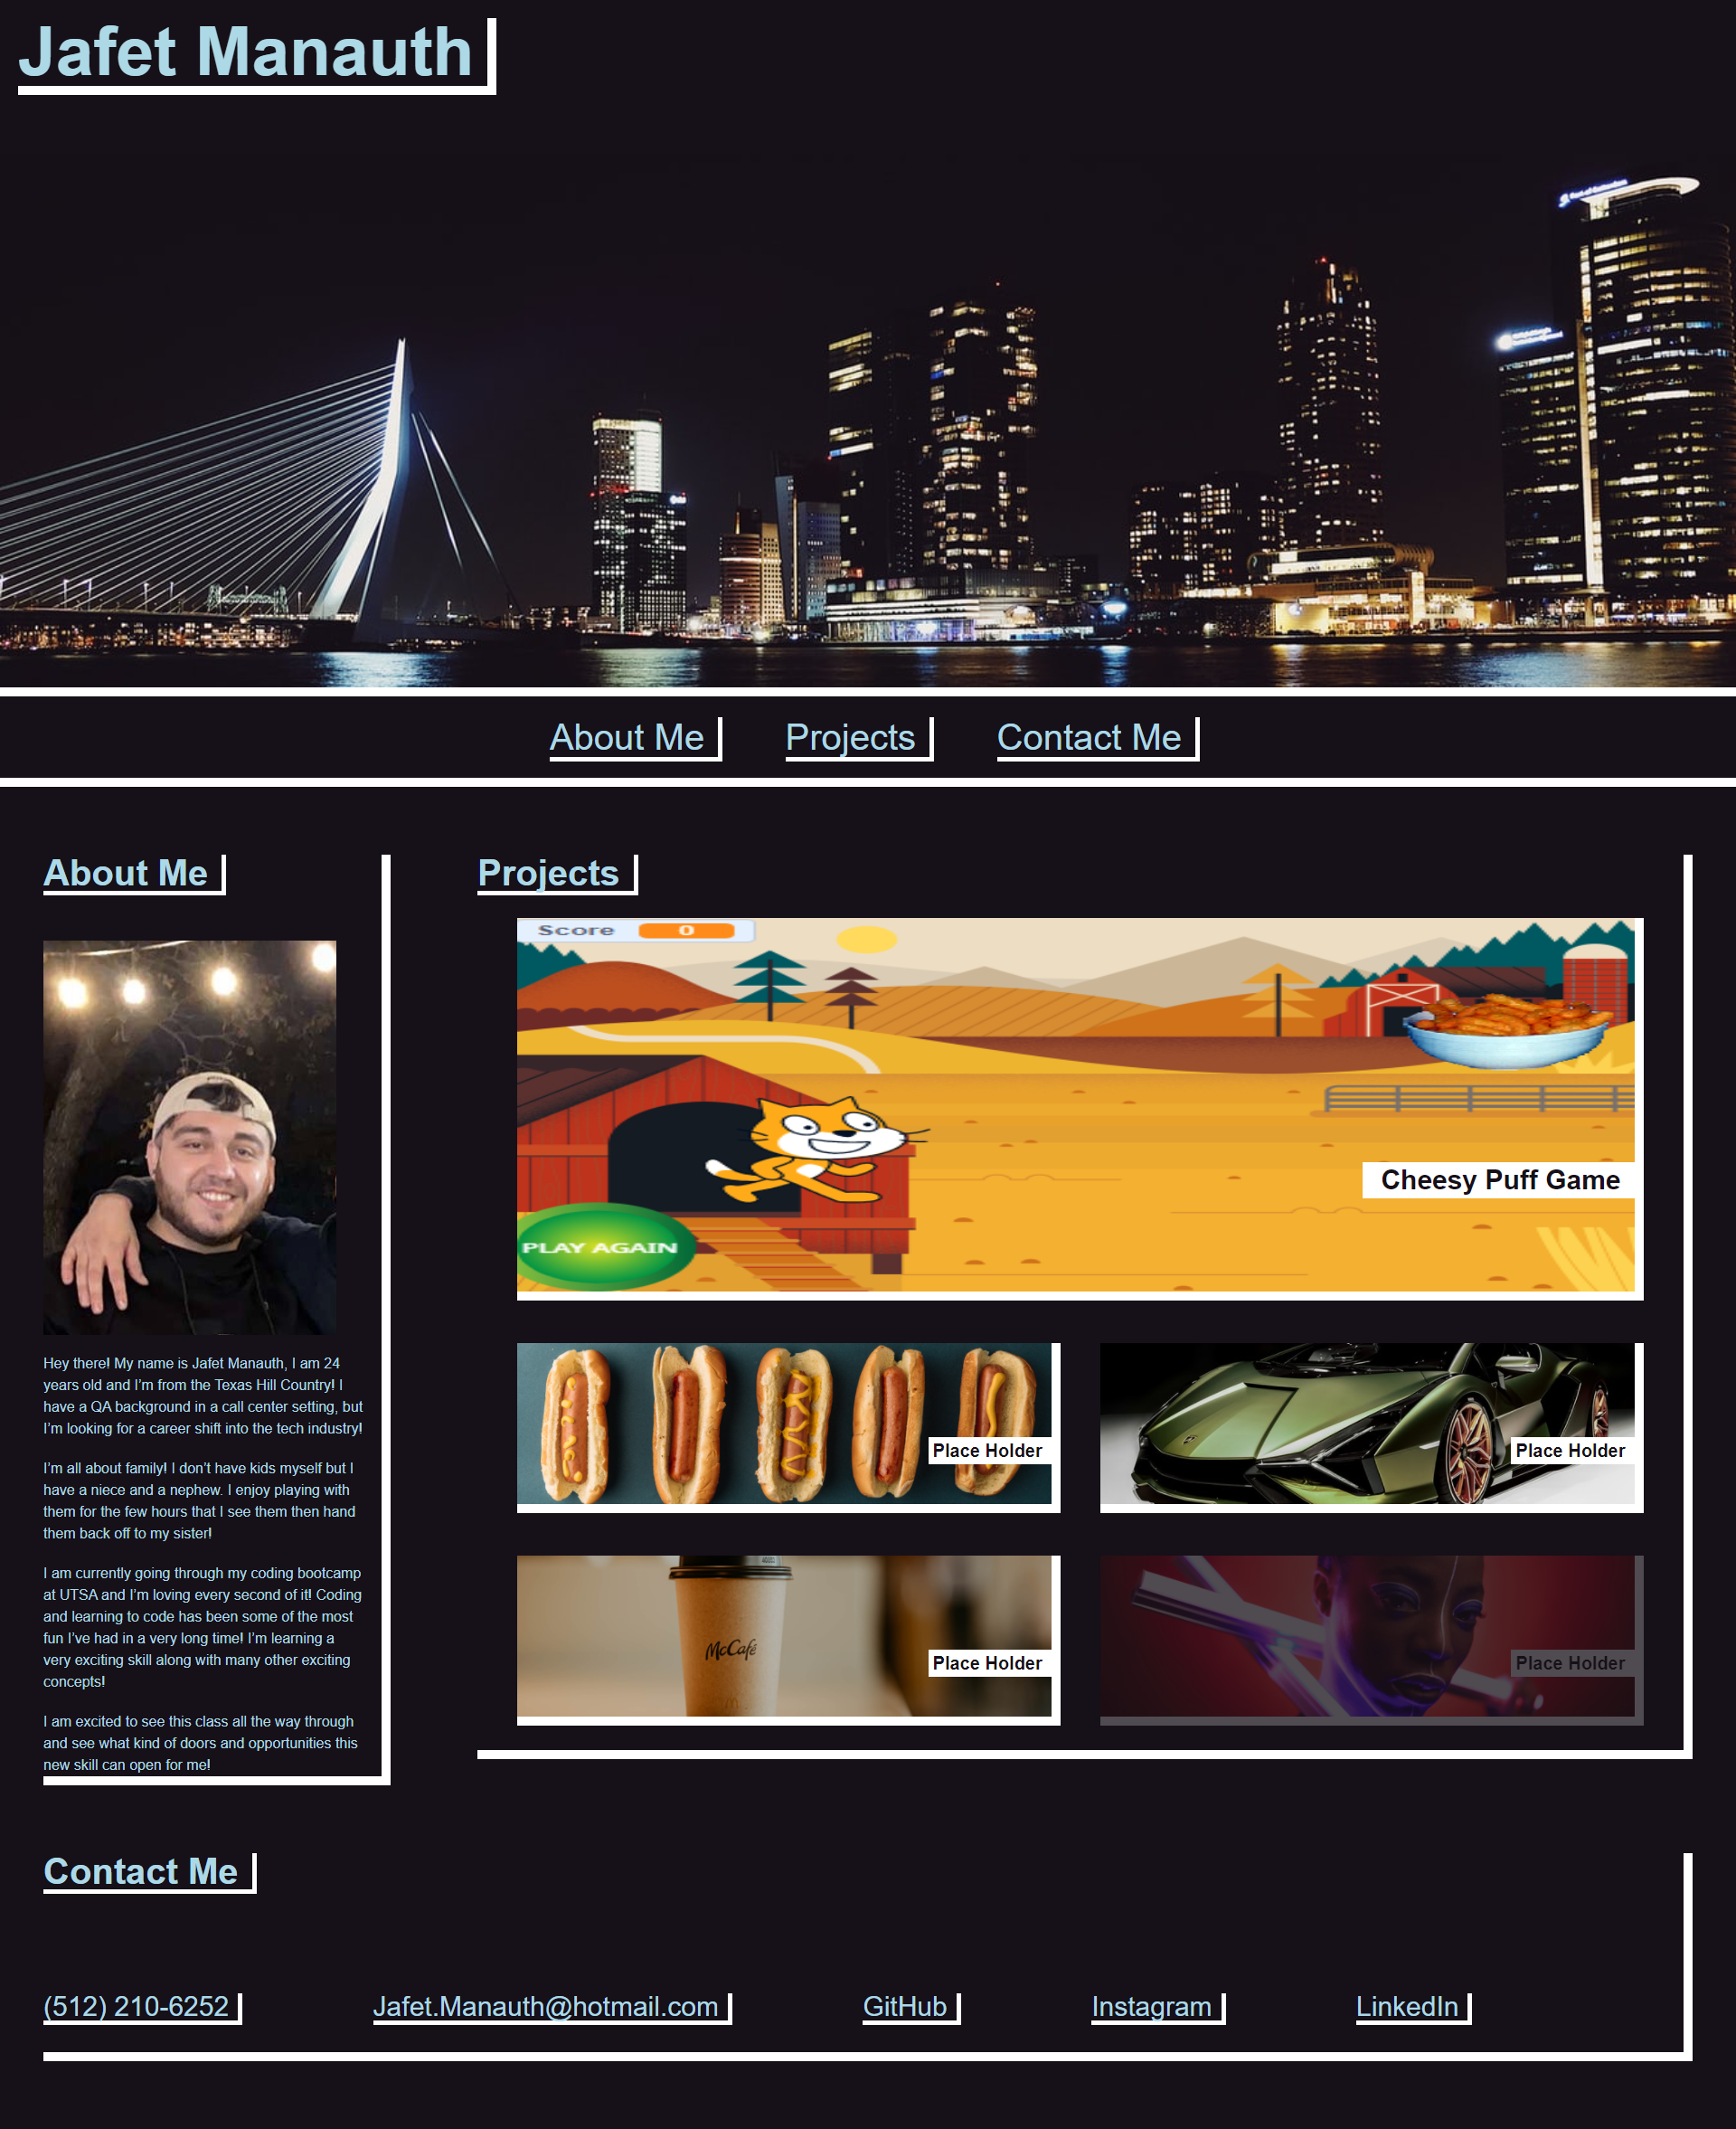 Jafet Manauth
About Me
Projects
Contact Me
About Me
Hey there! My name is Jafet Manauth, I am 24
years old and I'm from the Texas Hill Country! I
have a QA background in a call center setting, but
I'm looking for a career shift into the tech industry!
I'm all about family! I don't have kids myself but I
have a niece and a nephew. I enjoy playing with
them for the few hours that I see them then hand
them back off to my sister!
I am currently going through my coding bootcamp
at UTSA and I'm loving every second of it! Coding
and learning to code has been some of the most
fun I've had in a very long time! I'm learning a
very exciting skill along with many other exciting
concepts!
I am excited to see this class all the way through
and see what kind of doors and opportunities this
new skill can open for me!
Projects
Score 0
Cheesy Puff Game
PLAY AGAIN
Place Holder
Place Holder
McCafé
Place Holder
Place Holder
Contact Me
(512) 210-6252
Jafet.Manauth@hotmail.com
GitHub
Instagram
LinkedIn